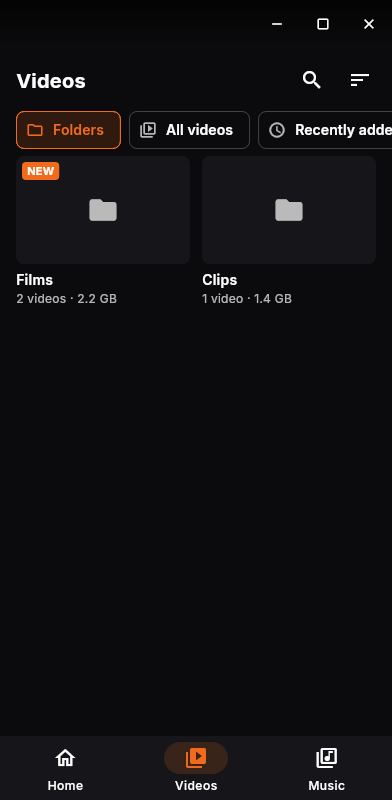 Videos
Folders
All videos
Recently adde
NEW
Films
2 videos · 2.2 GB
Clips
1 video · 1.4 GB
Home
Videos
Music